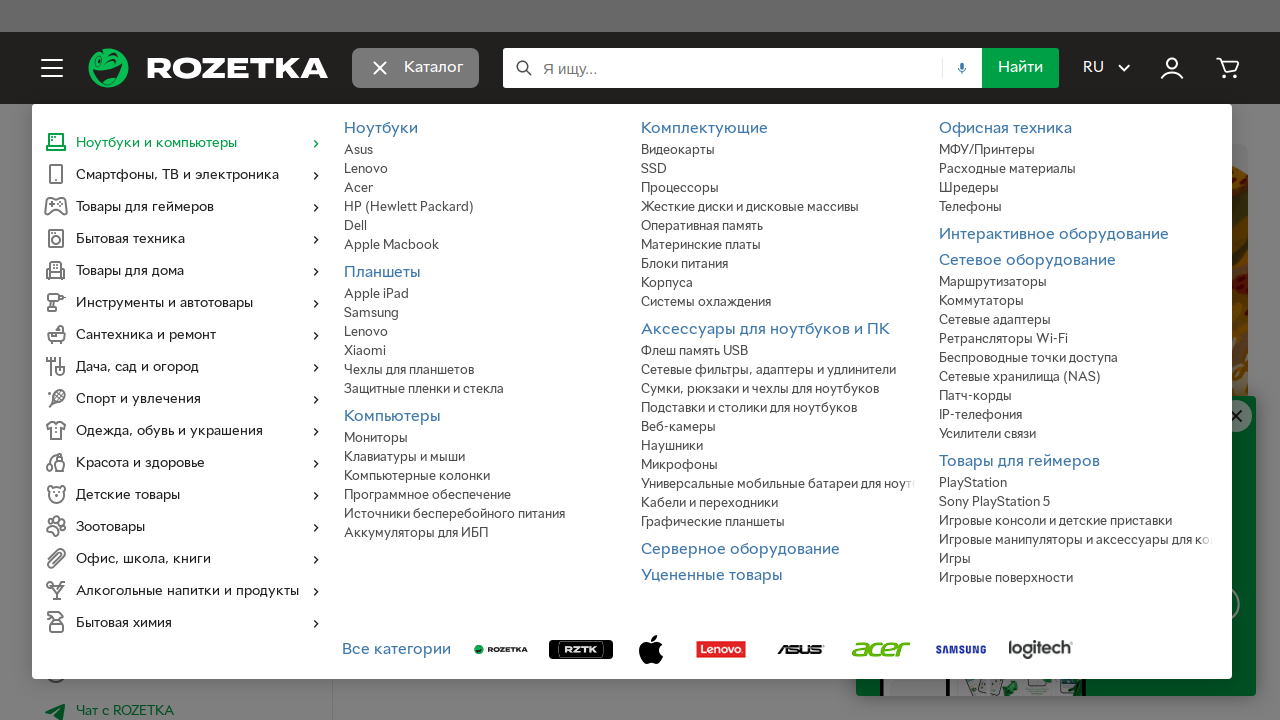 ROZETKA
Каталог
Я ищу...
Найти
RU
Ноутбуки и компьютеры
Смартфоны, ТВ и электроника
Товары для геймеров
Бытовая техника
Товары для дома
Инструменты и автотовары
Сантехника и ремонт
Дача, сад и огород
Спорт и увлечения
Одежда, обувь и украшения
Красота и здоровье
Детские товары
Зоотовары
Офис, школа, книги
Алкогольные напитки и продукты
Бытовая химия
Ноутбуки
Asus
Lenovo
Acer
HP (Hewlett Packard)
Dell
Apple Macbook
Планшеты
Apple iPad
Samsung
Lenovo
Xiaomi
Чехлы для планшетов
Защитные пленки и стекла
Компьютеры
Мониторы
Клавиатуры и мыши
Компьютерные колонки
Программное обеспечение
Источники бесперебойного питания
Аккумуляторы для ИБП
Комплектующие
Видеокарты
SSD
Процессоры
Жесткие диски и дисковые массивы
Оперативная память
Материнские платы
Блоки питания
Корпуса
Системы охлаждения
Аксессуары для ноутбуков и ПК
Флеш память USB
Сетевые фильтры, адаптеры и удлинители
Сумки, рюкзаки и чехлы для ноутбуков
Подставки и столики для ноутбуков
Веб-камеры
Наушники
Микрофоны
Универсальные мобильные батареи для ноутб
Кабели и переходники
Графические планшеты
Серверное оборудование
Уцененные товары
Офисная техника
МФУ/Принтеры
Расходные материалы
Шредеры
Телефоны
Интерактивное оборудование
Сетевое оборудование
Маршрутизаторы
Коммутаторы
Сетевые адаптеры
Ретрансляторы Wi-Fi
Беспроводные точки доступа
Сетевые хранилища (NAS)
Патч-корды
IP-телефония
Усилители связи
Товары для геймеров
PlayStation
Sony PlayStation 5
Игровые консоли и детские приставки
Игровые манипуляторы и аксессуары для ко
Игры
Игровые поверхности
Все категории
ROZETKA
RZTK
Lenovo
ASUS
acer
SAMSUNG
logitech
Чат с ROZETKA